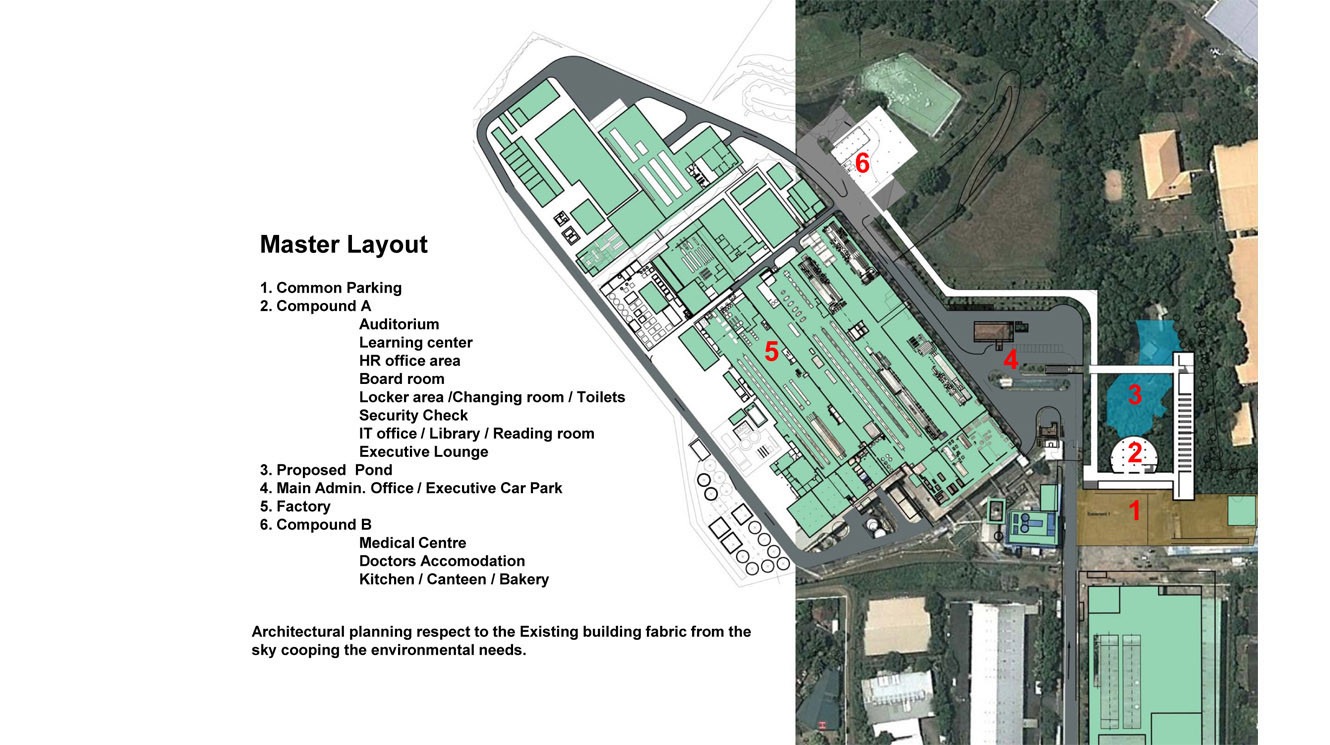 Master Layout
1. Common Parking
2. Compound A
Auditorium
Learning center
HR office area
Board room
Locker area /Changing room / Toilets
Security Check
IT office / Library / Reading room
Executive Lounge
3. Proposed Pond
4. Main Admin. Office / Executive Car Park
5. Factory
6. Compound B
Medical Centre
Doctors Accomodation
Kitchen / Canteen / Bakery
Architectural planning respect to the Existing building fabric from the
sky cooping the environmental needs.
6
5
4
3
2
1